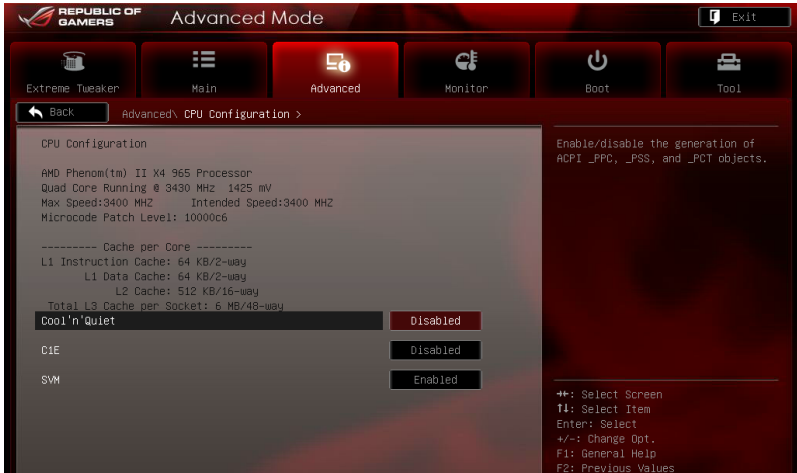 REPUBLIC OF
GAMERS
Advanced Mode
Exit
Extreme Tweaker
Main
Advanced
Monitor
Boot
Tool
Back
Advanced\ CPU Configuration >
CPU Configuration
AMD Phenom(tm) II X4 965 Processor
Quad Core Running @ 3430 MHz 1425 mV
Max Speed:3400 MHZ Intended Speed:3400 MHZ
Microcode Patch Level: 10000c6
--------- Cache per Core ---------
L1 Instruction Cache: 64 KB/2-way
L1 Data Cache: 64 KB/2-way
L2 Cache: 512 KB/16-way
Total L3 Cache per Socket: 6 MB/48-way
Cool'n'Quiet Disabled
C1E Disabled
SVM Enabled
Enable/disable the generation of
ACPI _PPC, _PSS, and _PCT objects.
→←: Select Screen
↑↓: Select Item
Enter: Select
+/-: Change Opt.
F1: General Help
F2: Previous Values